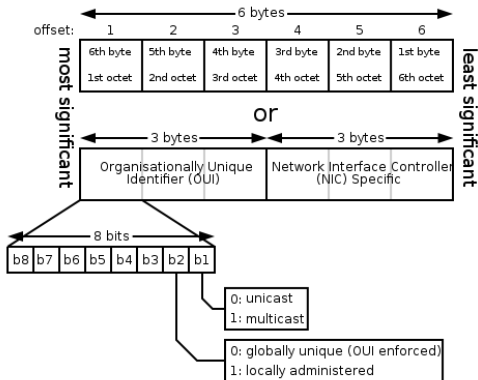 6 bytes
offset: 1 2 3 4 5 6
6th byte 5th byte 4th byte 3rd byte 2nd byte 1st byte
1st octet 2nd octet 3rd octet 4th octet 5th octet 6th octet
most significant
least significant
or
3 bytes 3 bytes
Organisationally Unique
Identifier (OUI)
Network Interface Controller
(NIC) Specific
8 bits
b8 b7 b6 b5 b4 b3 b2 b1
0: unicast
1: multicast
0: globally unique (OUI enforced)
1: locally administered